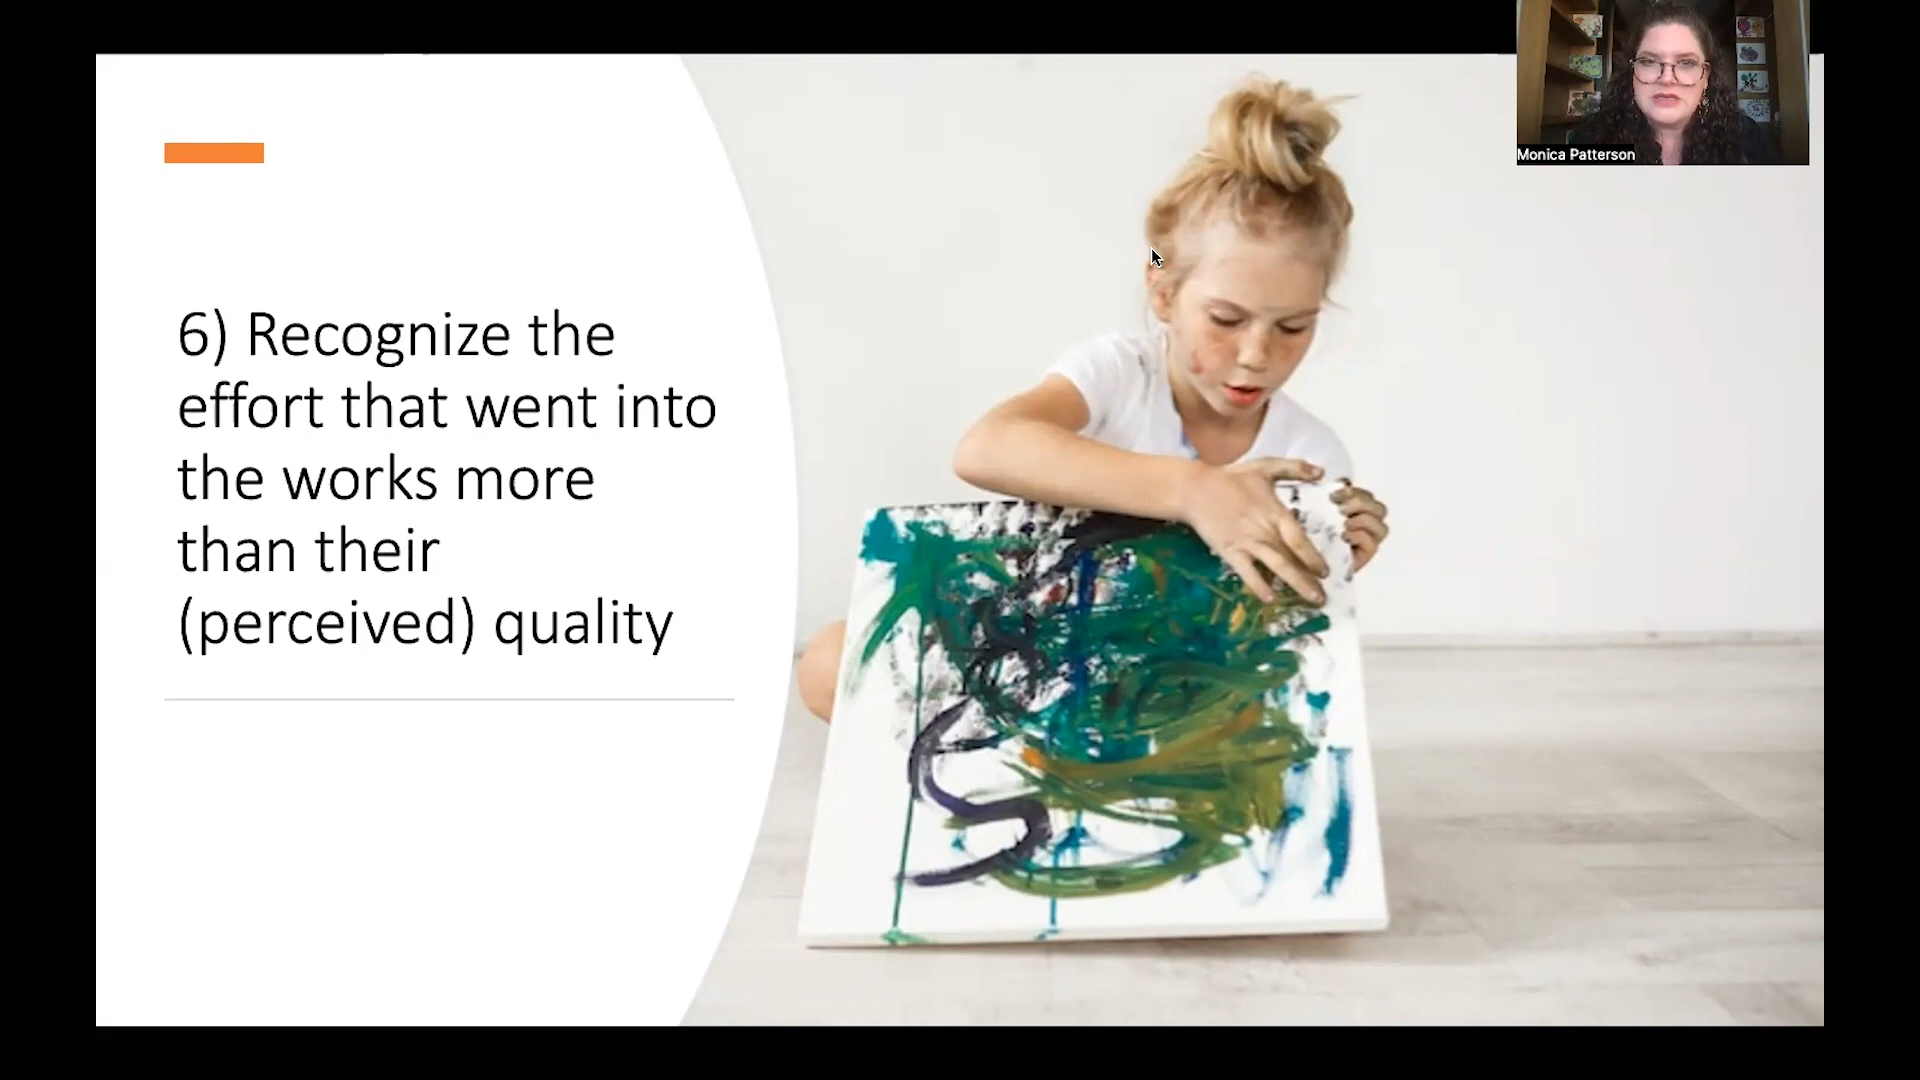 Monica Patterson
6) Recognize the
effort that went into
the works more
than their
(perceived) quality